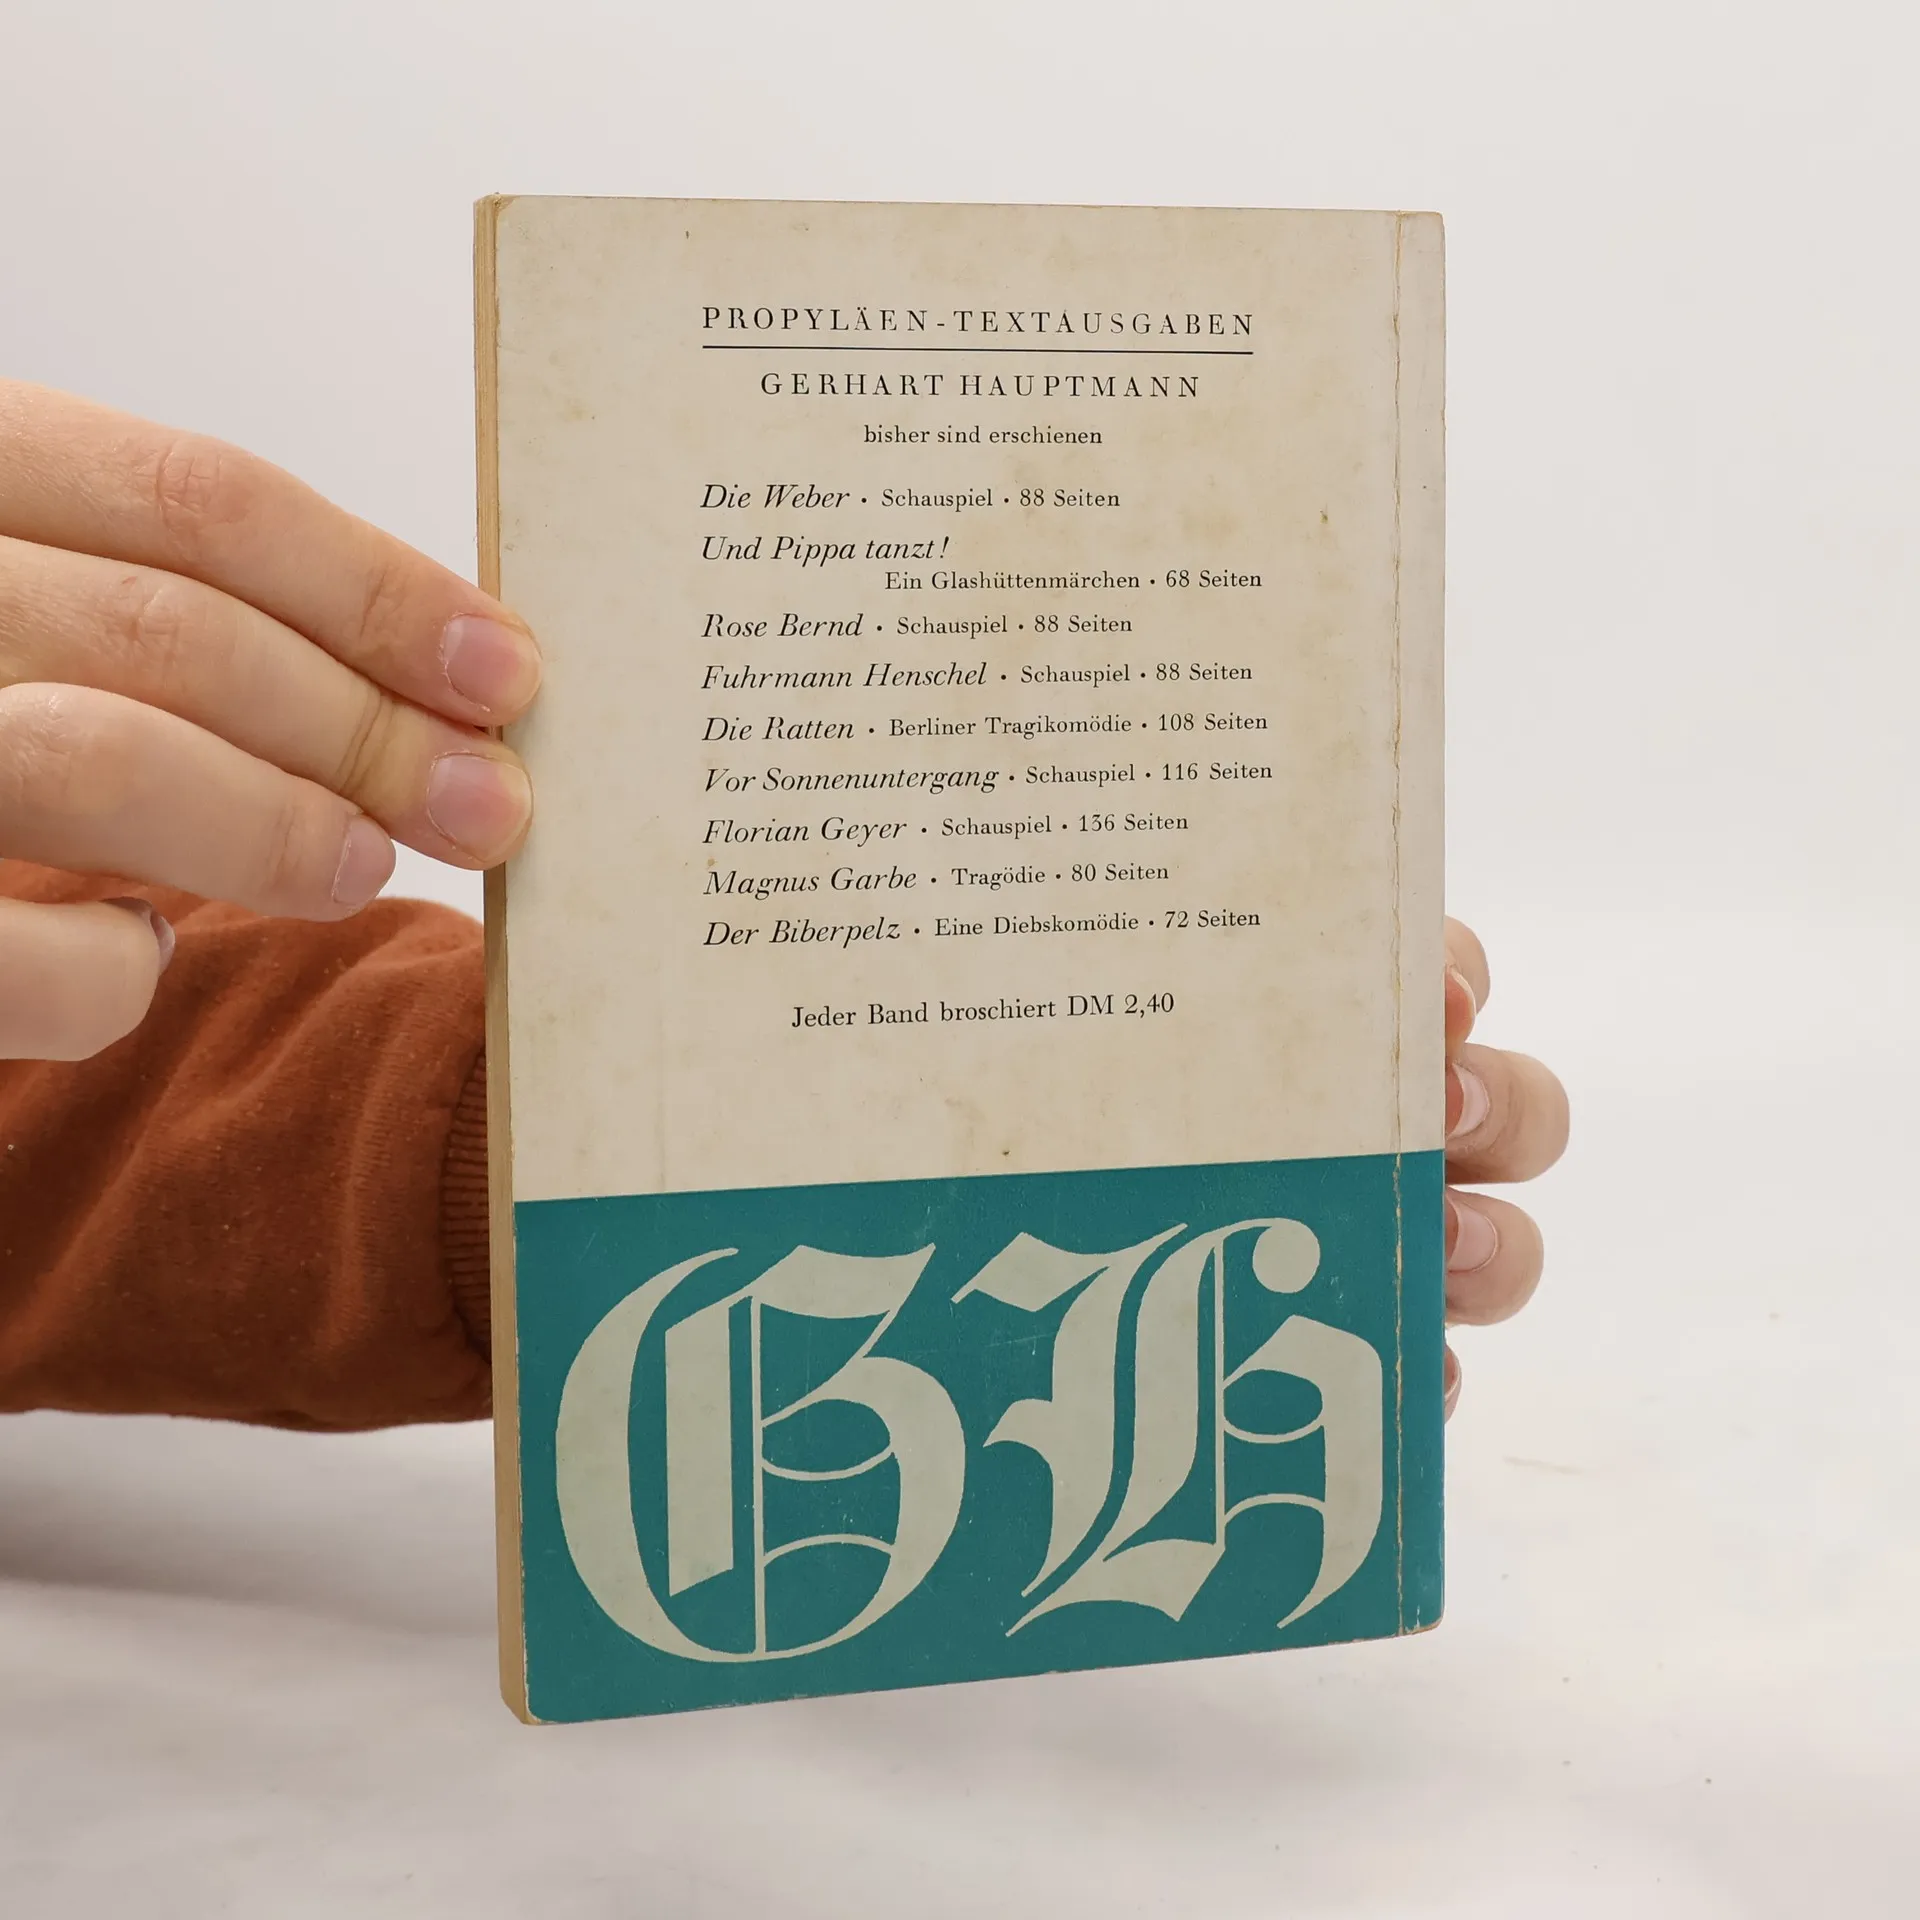 PROPYLÄEN-TEXTAUSGABEN
GERHART HAUPTMANN
bisher sind erschienen
Die Weber • Schauspiel • 88 Seiten
Und Pippa tanzt!
Ein Glashüttenmärchen • 68 Seiten
Rose Bernd • Schauspiel • 88 Seiten
Fuhrmann Henschel • Schauspiel • 88 Seiten
Die Ratten • Berliner Tragikomödie • 108 Seiten
Vor Sonnenuntergang • Schauspiel • 116 Seiten
Florian Geyer • Schauspiel • 136 Seiten
Magnus Garbe • Tragödie • 80 Seiten
Der Biberpelz • Eine Diebskomödie • 72 Seiten
Jeder Band broschiert DM 2,40
GH